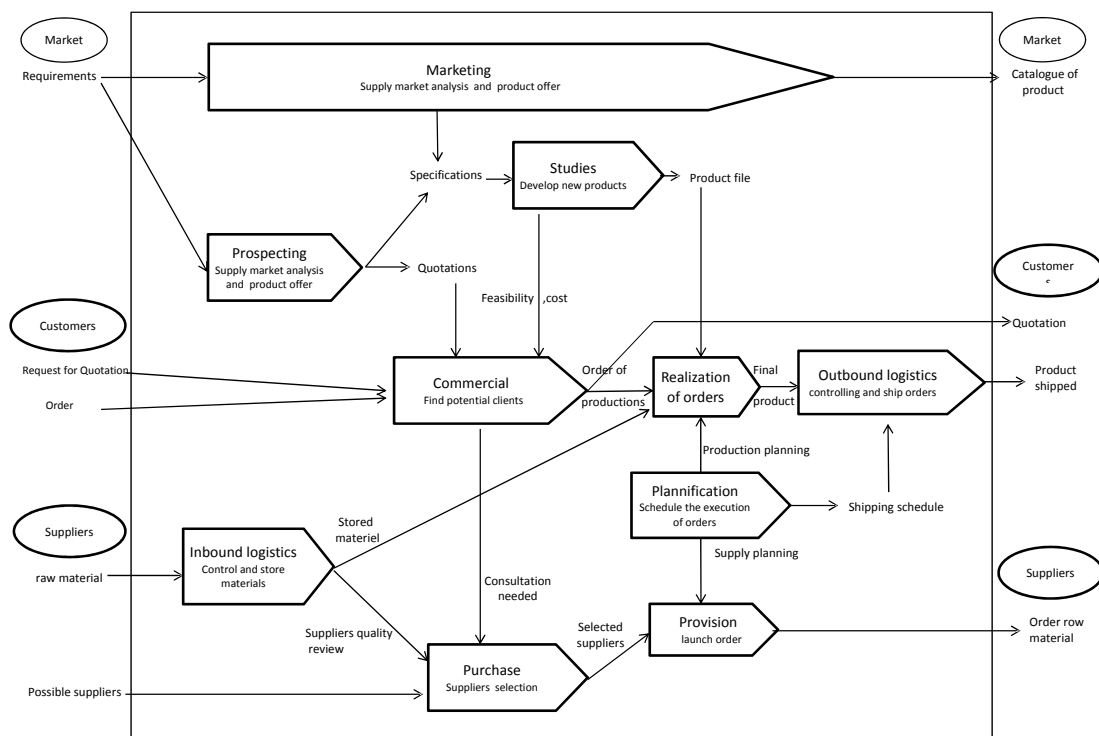 Market
Market
Requirements
Marketing
Supply market analysis and product offer
Catalogue of
product
Specifications
Studies
Develop new products
Product file
Prospecting
Supply market analysis
and product offer
Quotations
Customer
s
Feasibility ,cost
Customers
Quotation
Request for Quotation
Commercial
Find potential clients
Order of
productions
Realization
of orders
Final
product
Outbound logistics
controlling and ship orders
Product
shipped
Order
Production planning
Plannification
Schedule the execution
of orders
Shipping schedule
Suppliers
Stored
materiel
Inbound logistics
Control and store
materials
raw material
Supply planning
Consultation
needed
Suppliers
Suppliers quality
review
Selected
suppliers
Provision
launch order
Order row
material
Purchase
Suppliers selection
Possible suppliers